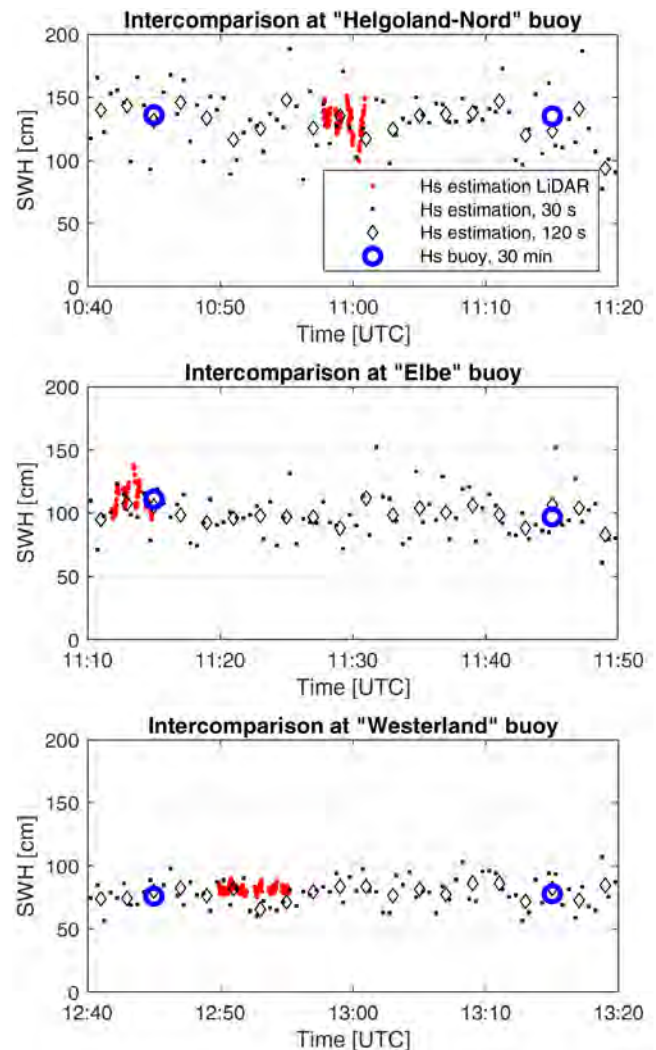 Intercomparison at "Helgoland-Nord" buoy
200
150
100
50
0
SWH [cm]
Hs estimation LiDAR
Hs estimation, 30 s
Hs estimation, 120 s
Hs buoy, 30 min
10:40 10:50 11:00 11:10 11:20
Time [UTC]
Intercomparison at "Elbe" buoy
200
150
100
50
0
SWH [cm]
11:10 11:20 11:30 11:40 11:50
Time [UTC]
Intercomparison at "Westerland" buoy
200
150
100
50
0
SWH [cm]
12:40 12:50 13:00 13:10 13:20
Time [UTC]